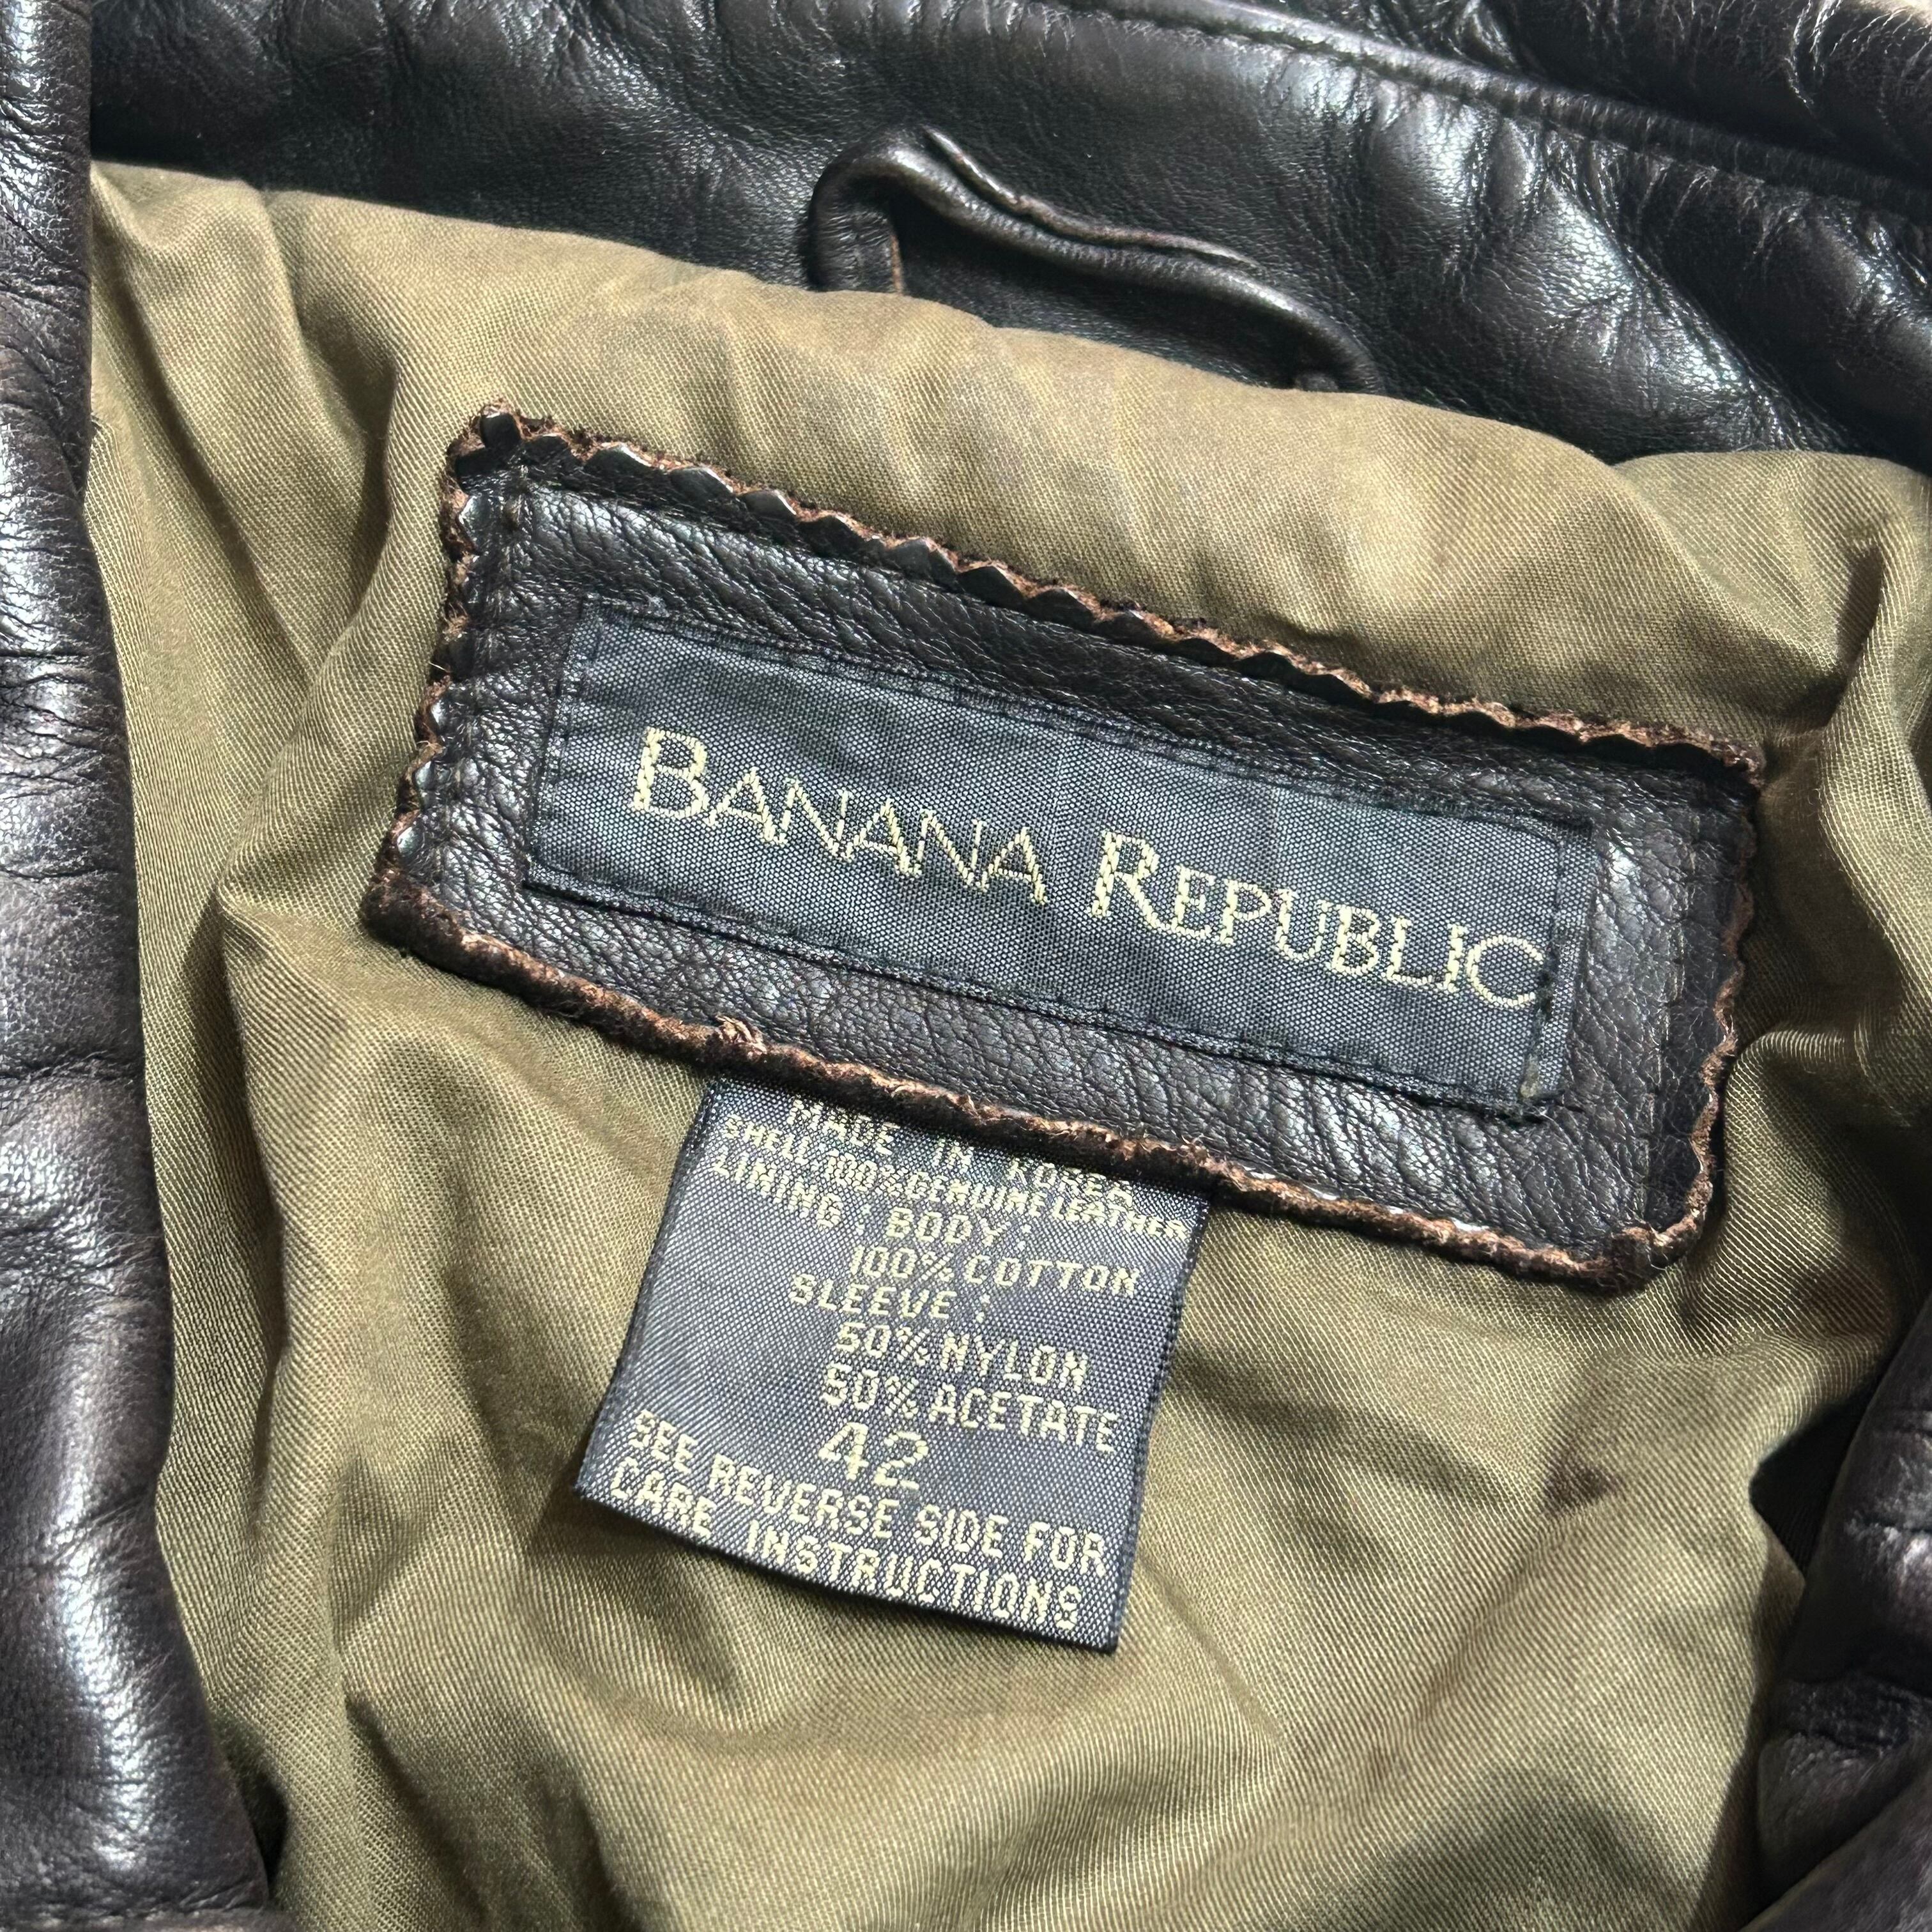 BANANA REPUBLIC
MADE IN KOREA
SHELL:100%GENUINE LEATHER
LINING: BODY:
100% COTTON
SLEEVE:
50% NYLON
50% ACETATE
42
SEE REVERSE SIDE FOR
CARE INSTRUCTIONS